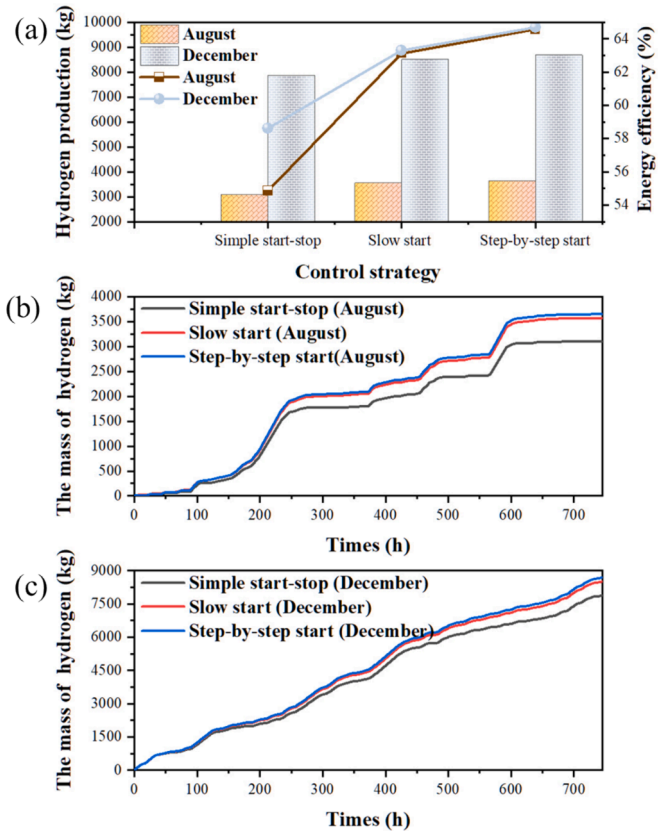 (a)
Hydrogen production (kg)
10000
9000
8000
7000
6000
5000
4000
3000
2000
August
December
August
December
64
62
60
58
56
54
Energy efficiency (%)
Simple start-stop
Slow start
Step-by-step start
Control strategy
(b)
The mass of hydrogen (kg)
4000
3500
3000
2500
2000
1500
1000
500
0
Simple start-stop (August)
Slow start (August)
Step-by-step start(August)
0
100
200
300
400
500
600
700
Times (h)
(c)
The mass of hydrogen (kg)
9000
7500
6000
4500
3000
1500
0
Simple start-stop (December)
Slow start (December)
Step-by-step start (December)
0
100
200
300
400
500
600
700
Times (h)